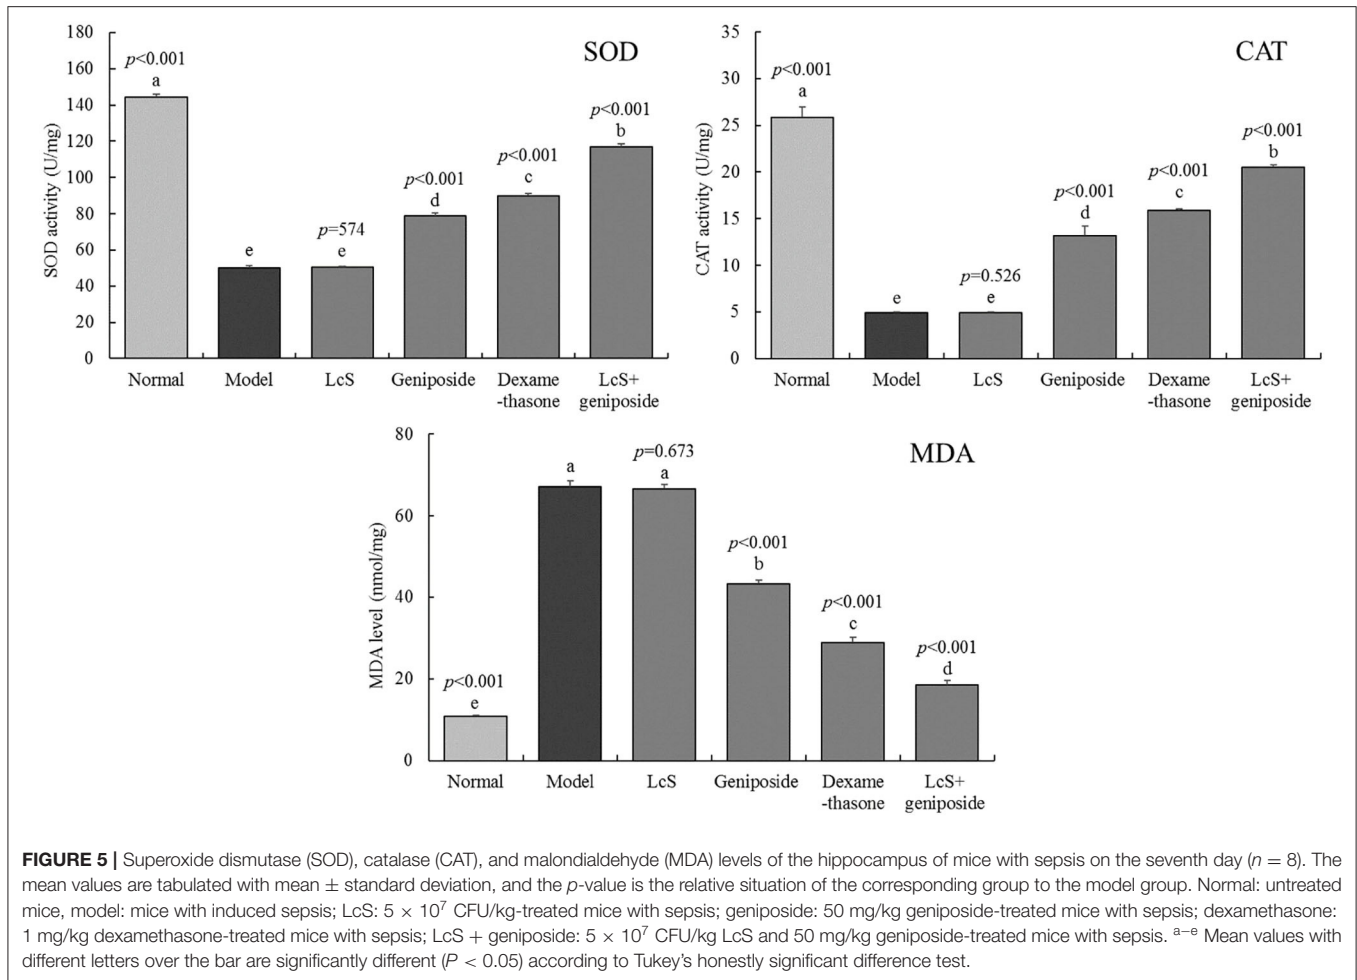 SOD
SOD activity (U/mg)
180
160
140
120
100
80
60
40
20
0
p<0.001
a
e
p=574
e
p<0.001
d
p<0.001
c
p<0.001
b
Normal Model LcS Geniposide Dexame LcS+
-thasone geniposide
CAT
CAT activity (U/mg)
35
30
25
20
15
10
5
0
p<0.001
a
e
p=0.526
e
p<0.001
d
p<0.001
c
p<0.001
b
Normal Model LcS Geniposide Dexame LcS+
-thasone geniposide
MDA
MDA level (nmol/mg)
80
60
40
20
0
p<0.001
e
a
p=0.673
a
p<0.001
b
p<0.001
c
p<0.001
d
Normal Model LcS Geniposide Dexame LcS+
-thasone geniposide
FIGURE 5 | Superoxide dismutase (SOD), catalase (CAT), and malondialdehyde (MDA) levels of the hippocampus of mice with sepsis on the seventh day (n = 8). The
mean values are tabulated with mean ± standard deviation, and the p-value is the relative situation of the corresponding group to the model group. Normal: untreated
mice, model: mice with induced sepsis; LcS: 5 × 10⁷ CFU/kg-treated mice with sepsis; geniposide: 50 mg/kg geniposide-treated mice with sepsis; dexamethasone:
1 mg/kg dexamethasone-treated mice with sepsis; LcS + geniposide: 5 × 10⁷ CFU/kg LcS and 50 mg/kg geniposide-treated mice with sepsis. ᵃ⁻ᵉ Mean values with
different letters over the bar are significantly different (P < 0.05) according to Tukey's honestly significant difference test.